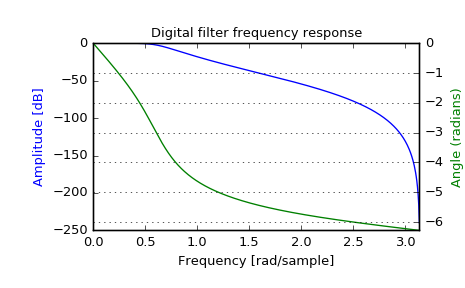 Digital filter frequency response
0
−50
−100
−150
−200
−250
Amplitude [dB]
0
−1
−2
−3
−4
−5
−6
Angle (radians)
0.0 0.5 1.0 1.5 2.0 2.5 3.0
Frequency [rad/sample]